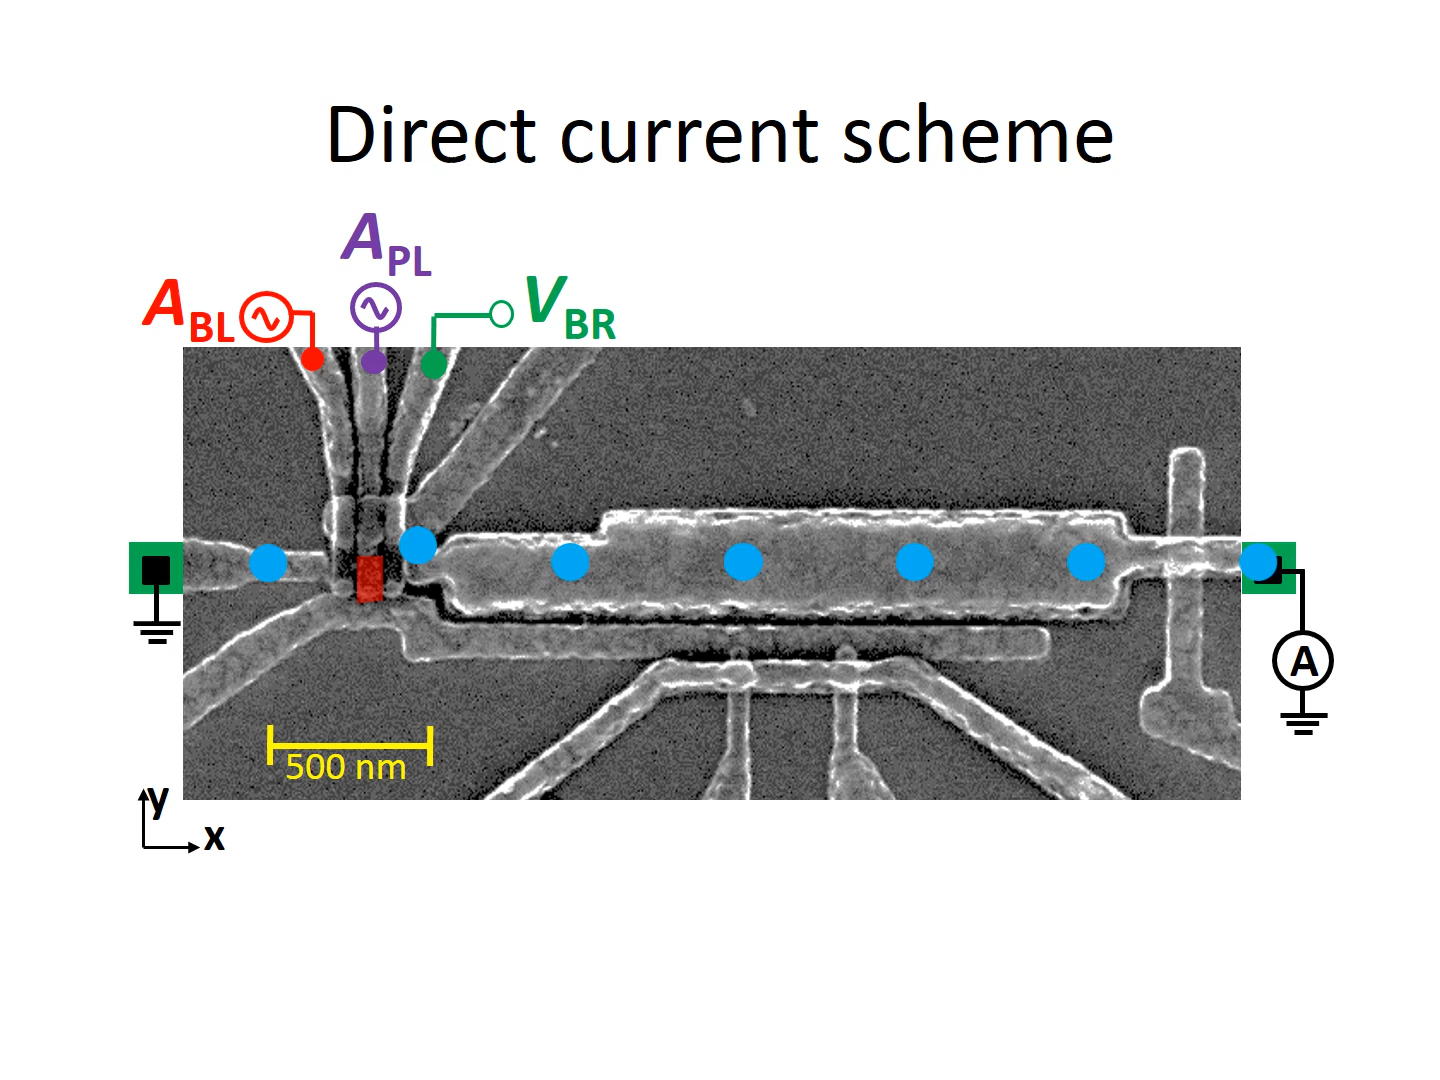 Direct current scheme
A_PL
A_BL
V_BR
A
500 nm
y
x